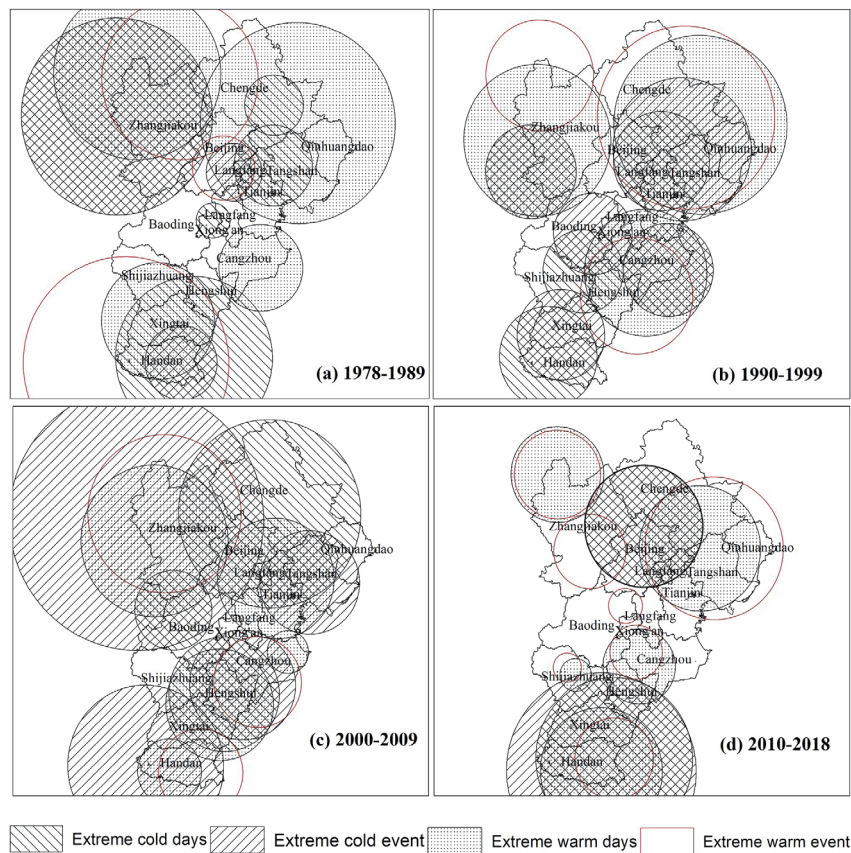 Chengde
Zhangjiakou
Beijing
Qinhuangdao
Langfang
Tangshan
Tianjin
Langfang
Baoding
Xiong'an
Cangzhou
Shijiazhuang
Hengshui
Xingtai
Handan
(a) 1978-1989
Chengde
Zhangjiakou
Beijing
Qinhuangdao
Langfang
Tangshan
Tianjin
Langfang
Baoding
Xiong'an
Cangzhou
Shijiazhuang
Hengshui
Xingtai
Handan
(b) 1990-1999
Chengde
Zhangjiakou
Beijing
Qinhuangdao
Langfang
Tangshan
Tianjin
Langfang
Baoding
Xiong'an
Cangzhou
Shijiazhuang
Hengshui
Xingtai
Handan
(c) 2000-2009
Chengde
Zhangjiakou
Beijing
Qinhuangdao
Langfang
Tangshan
Tianjin
Langfang
Baoding
Xiong'an
Cangzhou
Shijiazhuang
Hengshui
Xingtai
Handan
(d) 2010-2018
Extreme cold days
Extreme cold event
Extreme warm days
Extreme warm event